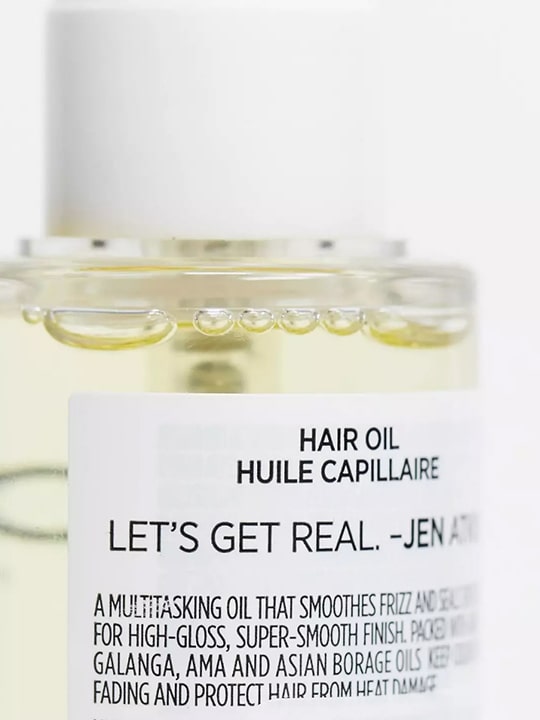 HAIR OIL
HUILE CAPILLAIRE
LET'S GET REAL. –JEN
A MULTITASKING OIL THAT SMOOTHES FRIZZ AND
FOR HIGH-GLOSS, SUPER-SMOOTH FINISH. PACKED
GALANGA, AMA AND ASIAN BORAGE OILS KEEP
FADING AND PROTECT HAIR FROM HEAT DAMAGE